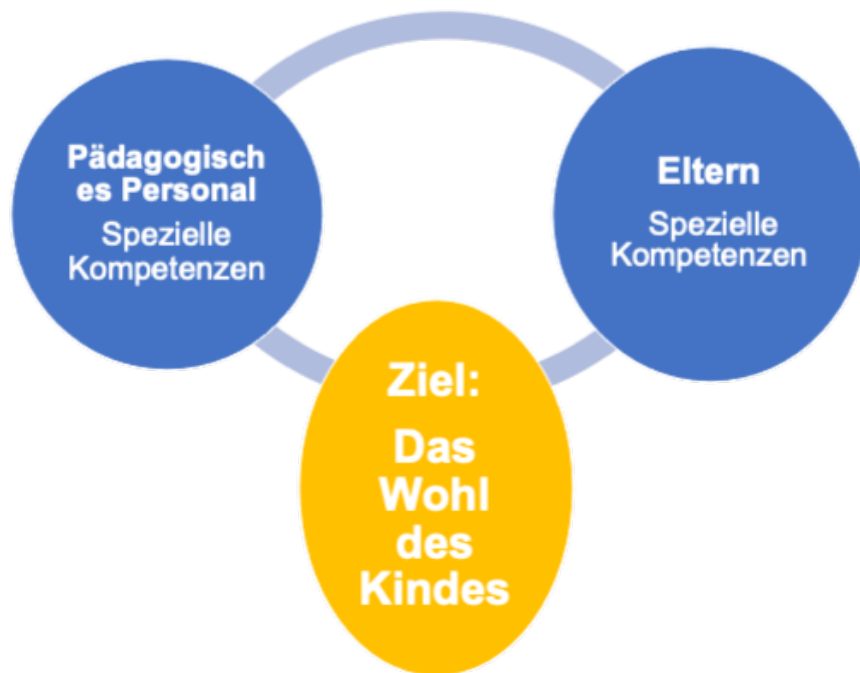 Pädagogisch
es Personal
Spezielle
Kompetenzen
Eltern
Spezielle
Kompetenzen
Ziel:
Das
Wohl
des
Kindes